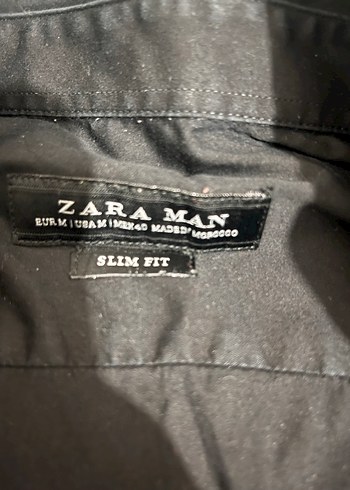 ZARA MAN
EUR M | USA M | MEX 40 MADE IN MOROCCO
SLIM FIT